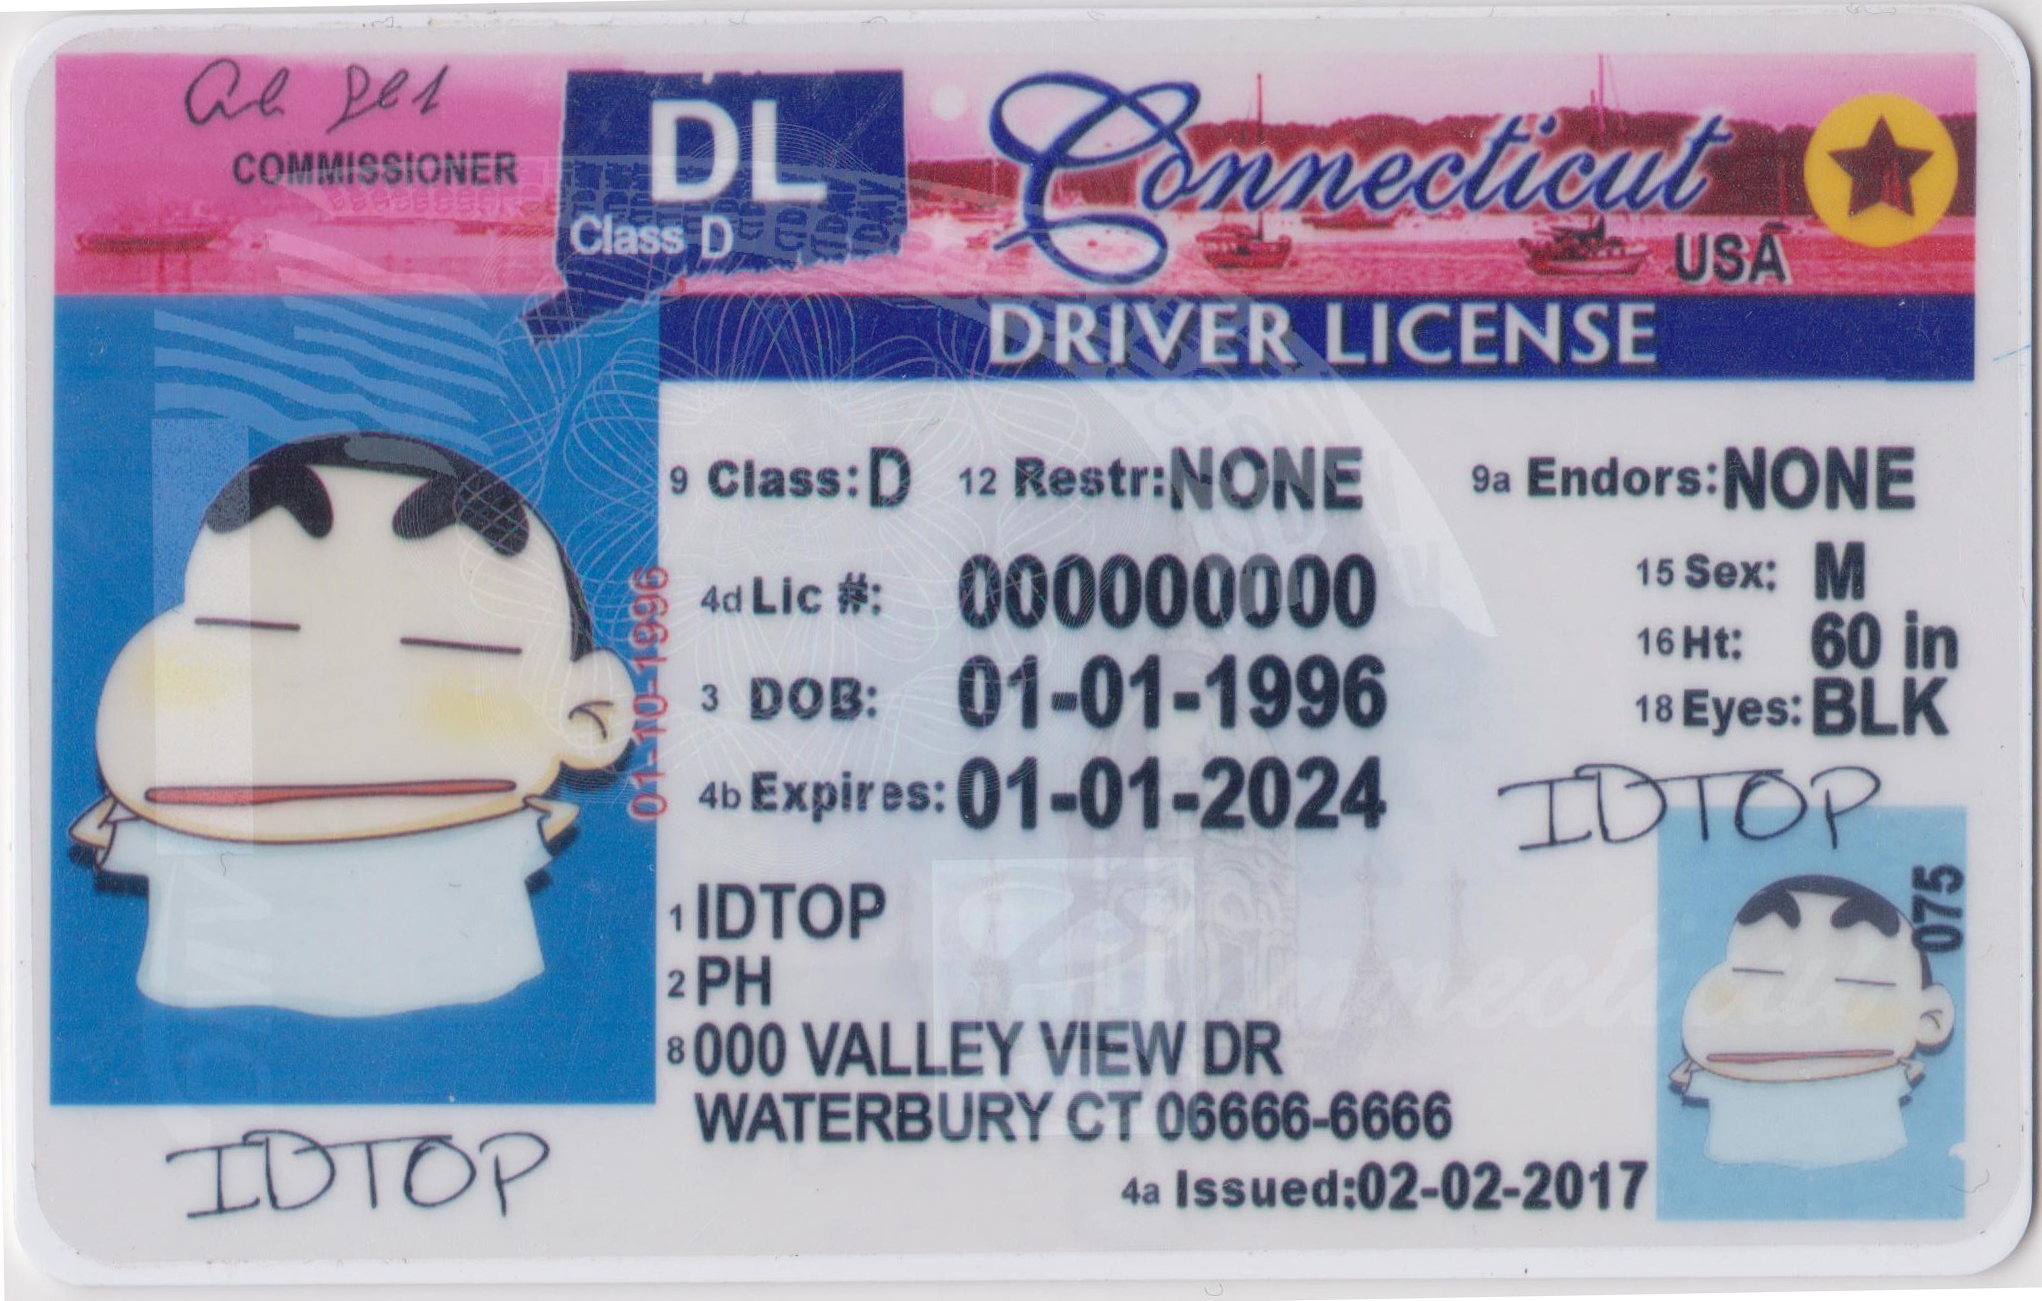 COMMISSIONER
DL
Class D
Connecticut
USA
DRIVER LICENSE
9 Class: D 12 Restr: NONE 9a Endors: NONE
4d Lic #: 000000000 15 Sex: M
16 Ht: 60 in
3 DOB: 01-01-1996 18 Eyes: BLK
4b Expires: 01-01-2024
01-10-1996
IDTOP
075
1 IDTOP
2 PH
8 000 VALLEY VIEW DR
WATERBURY CT 06666-6666
4a Issued: 02-02-2017
IDTOP